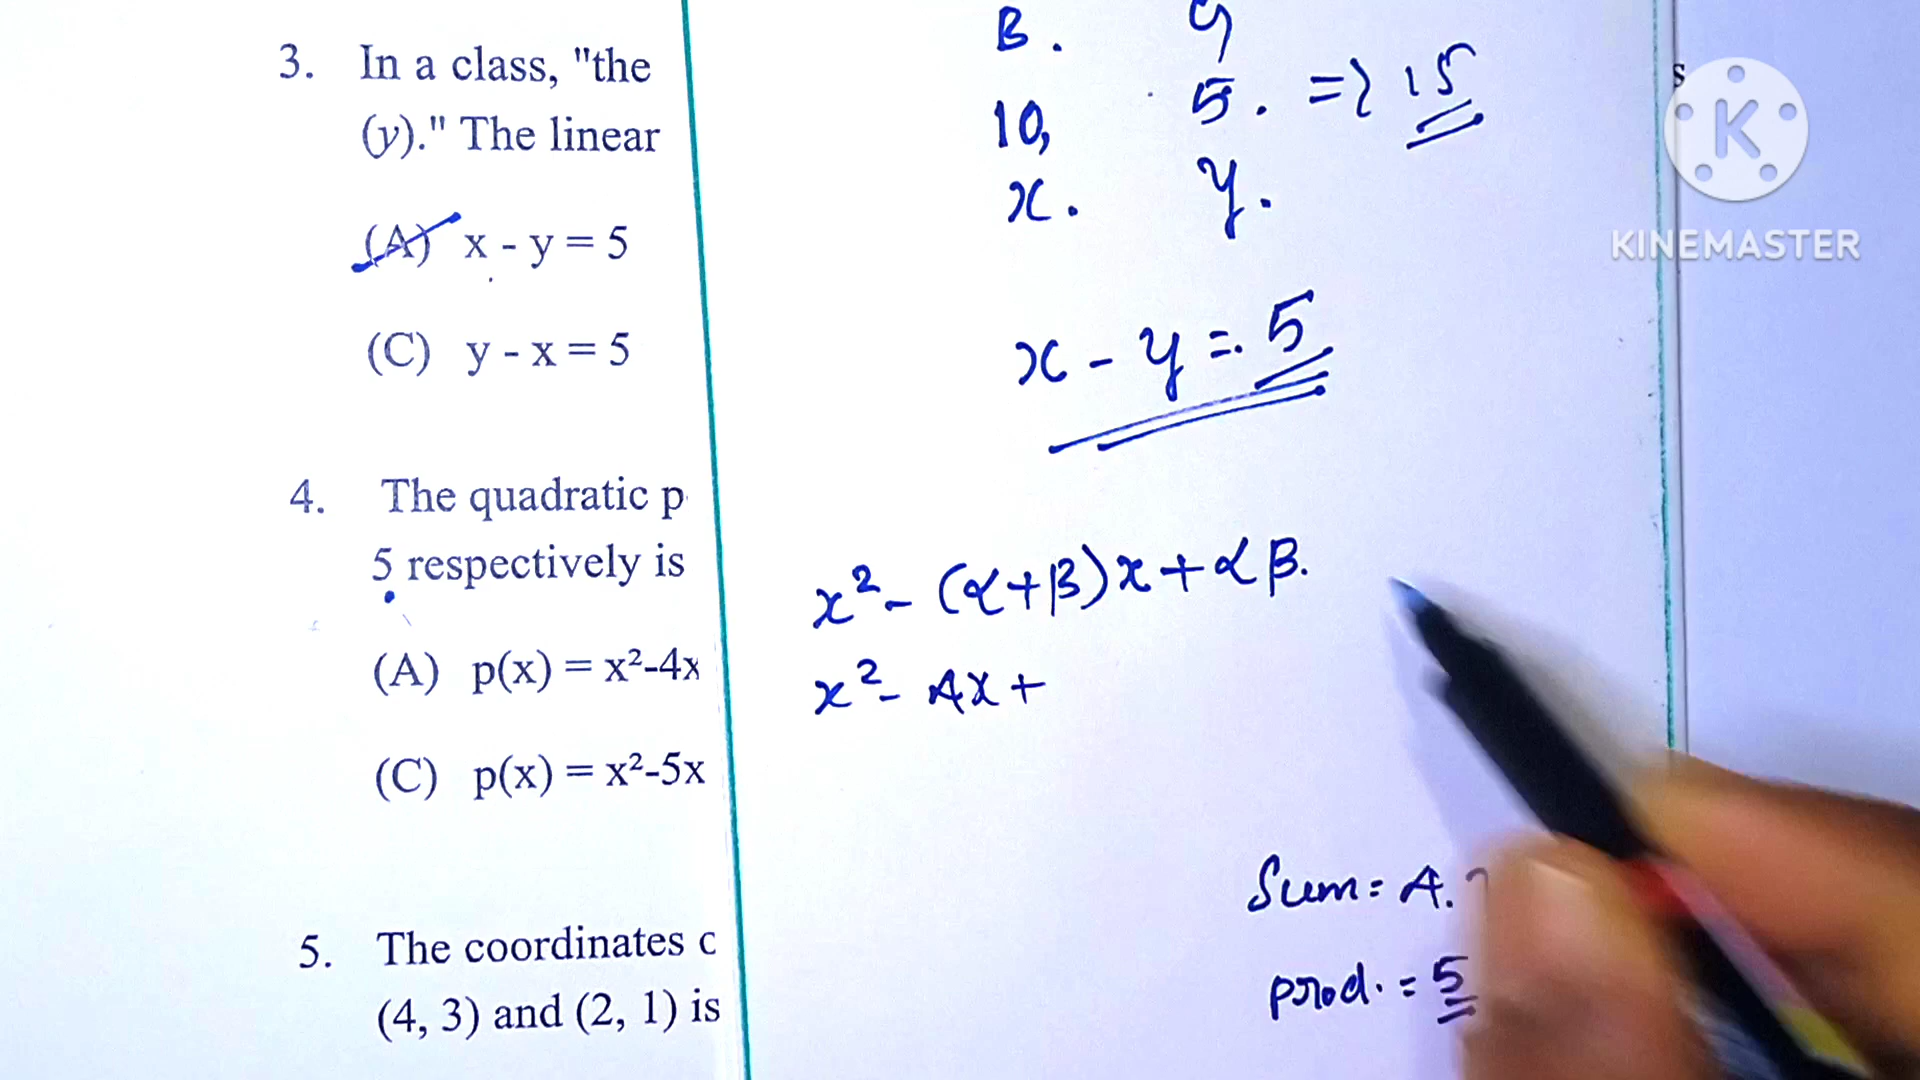 3. In a class, "the
(y)." The linear
(A) x - y = 5
(C) y - x = 5
4. The quadratic p
5 respectively is
(A) p(x) = x²-4x
(C) p(x) = x²-5x
5. The coordinates c
(4, 3) and (2, 1) is
B. G
10, 5. => 15
x. y.
x - y = 5
x² - (α+β)x + αβ.
x² - 4x +
Sum = 4.
prod. = 5
s
K
KINEMASTER